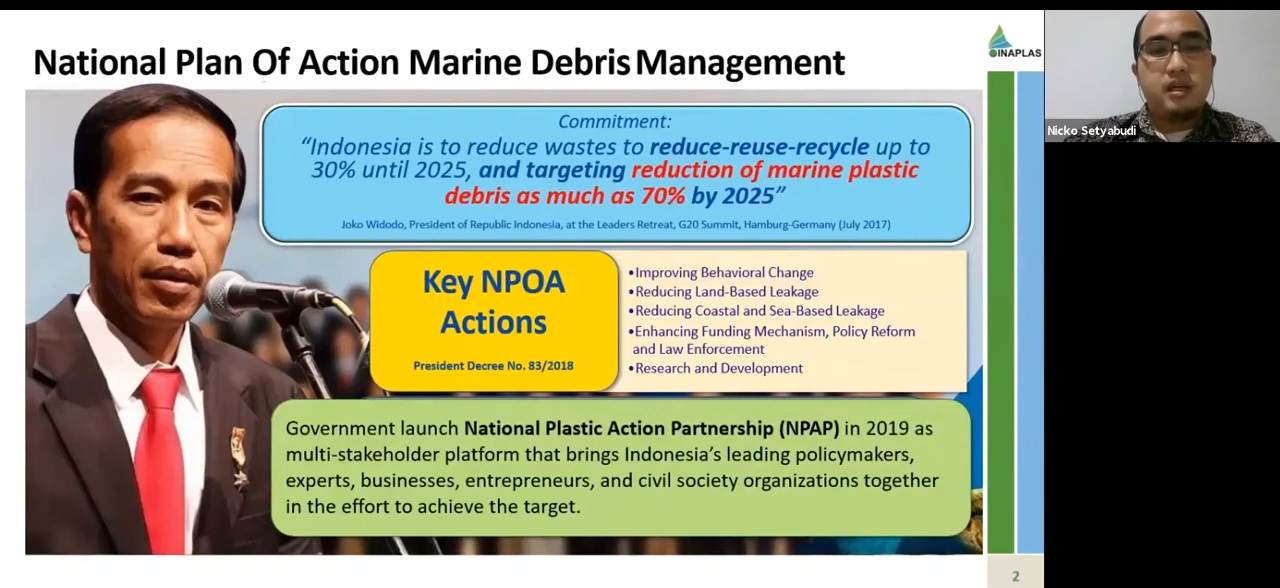 National Plan Of Action Marine Debris Management
INAPLAS
Nicko Setyabudi
Commitment:
“Indonesia is to reduce wastes to reduce-reuse-recycle up to
30% until 2025, and targeting reduction of marine plastic
debris as much as 70% by 2025”
Joko Widodo, President of Republic Indonesia, at the Leaders Retreat, G20 Summit, Hamburg-Germany (July 2017)
Key NPOA
Actions
President Decree No. 83/2018
•Improving Behavioral Change
•Reducing Land-Based Leakage
•Reducing Coastal and Sea-Based Leakage
•Enhancing Funding Mechanism, Policy Reform
and Law Enforcement
•Research and Development
Government launch National Plastic Action Partnership (NPAP) in 2019 as
multi-stakeholder platform that brings Indonesia’s leading policymakers,
experts, businesses, entrepreneurs, and civil society organizations together
in the effort to achieve the target.
2